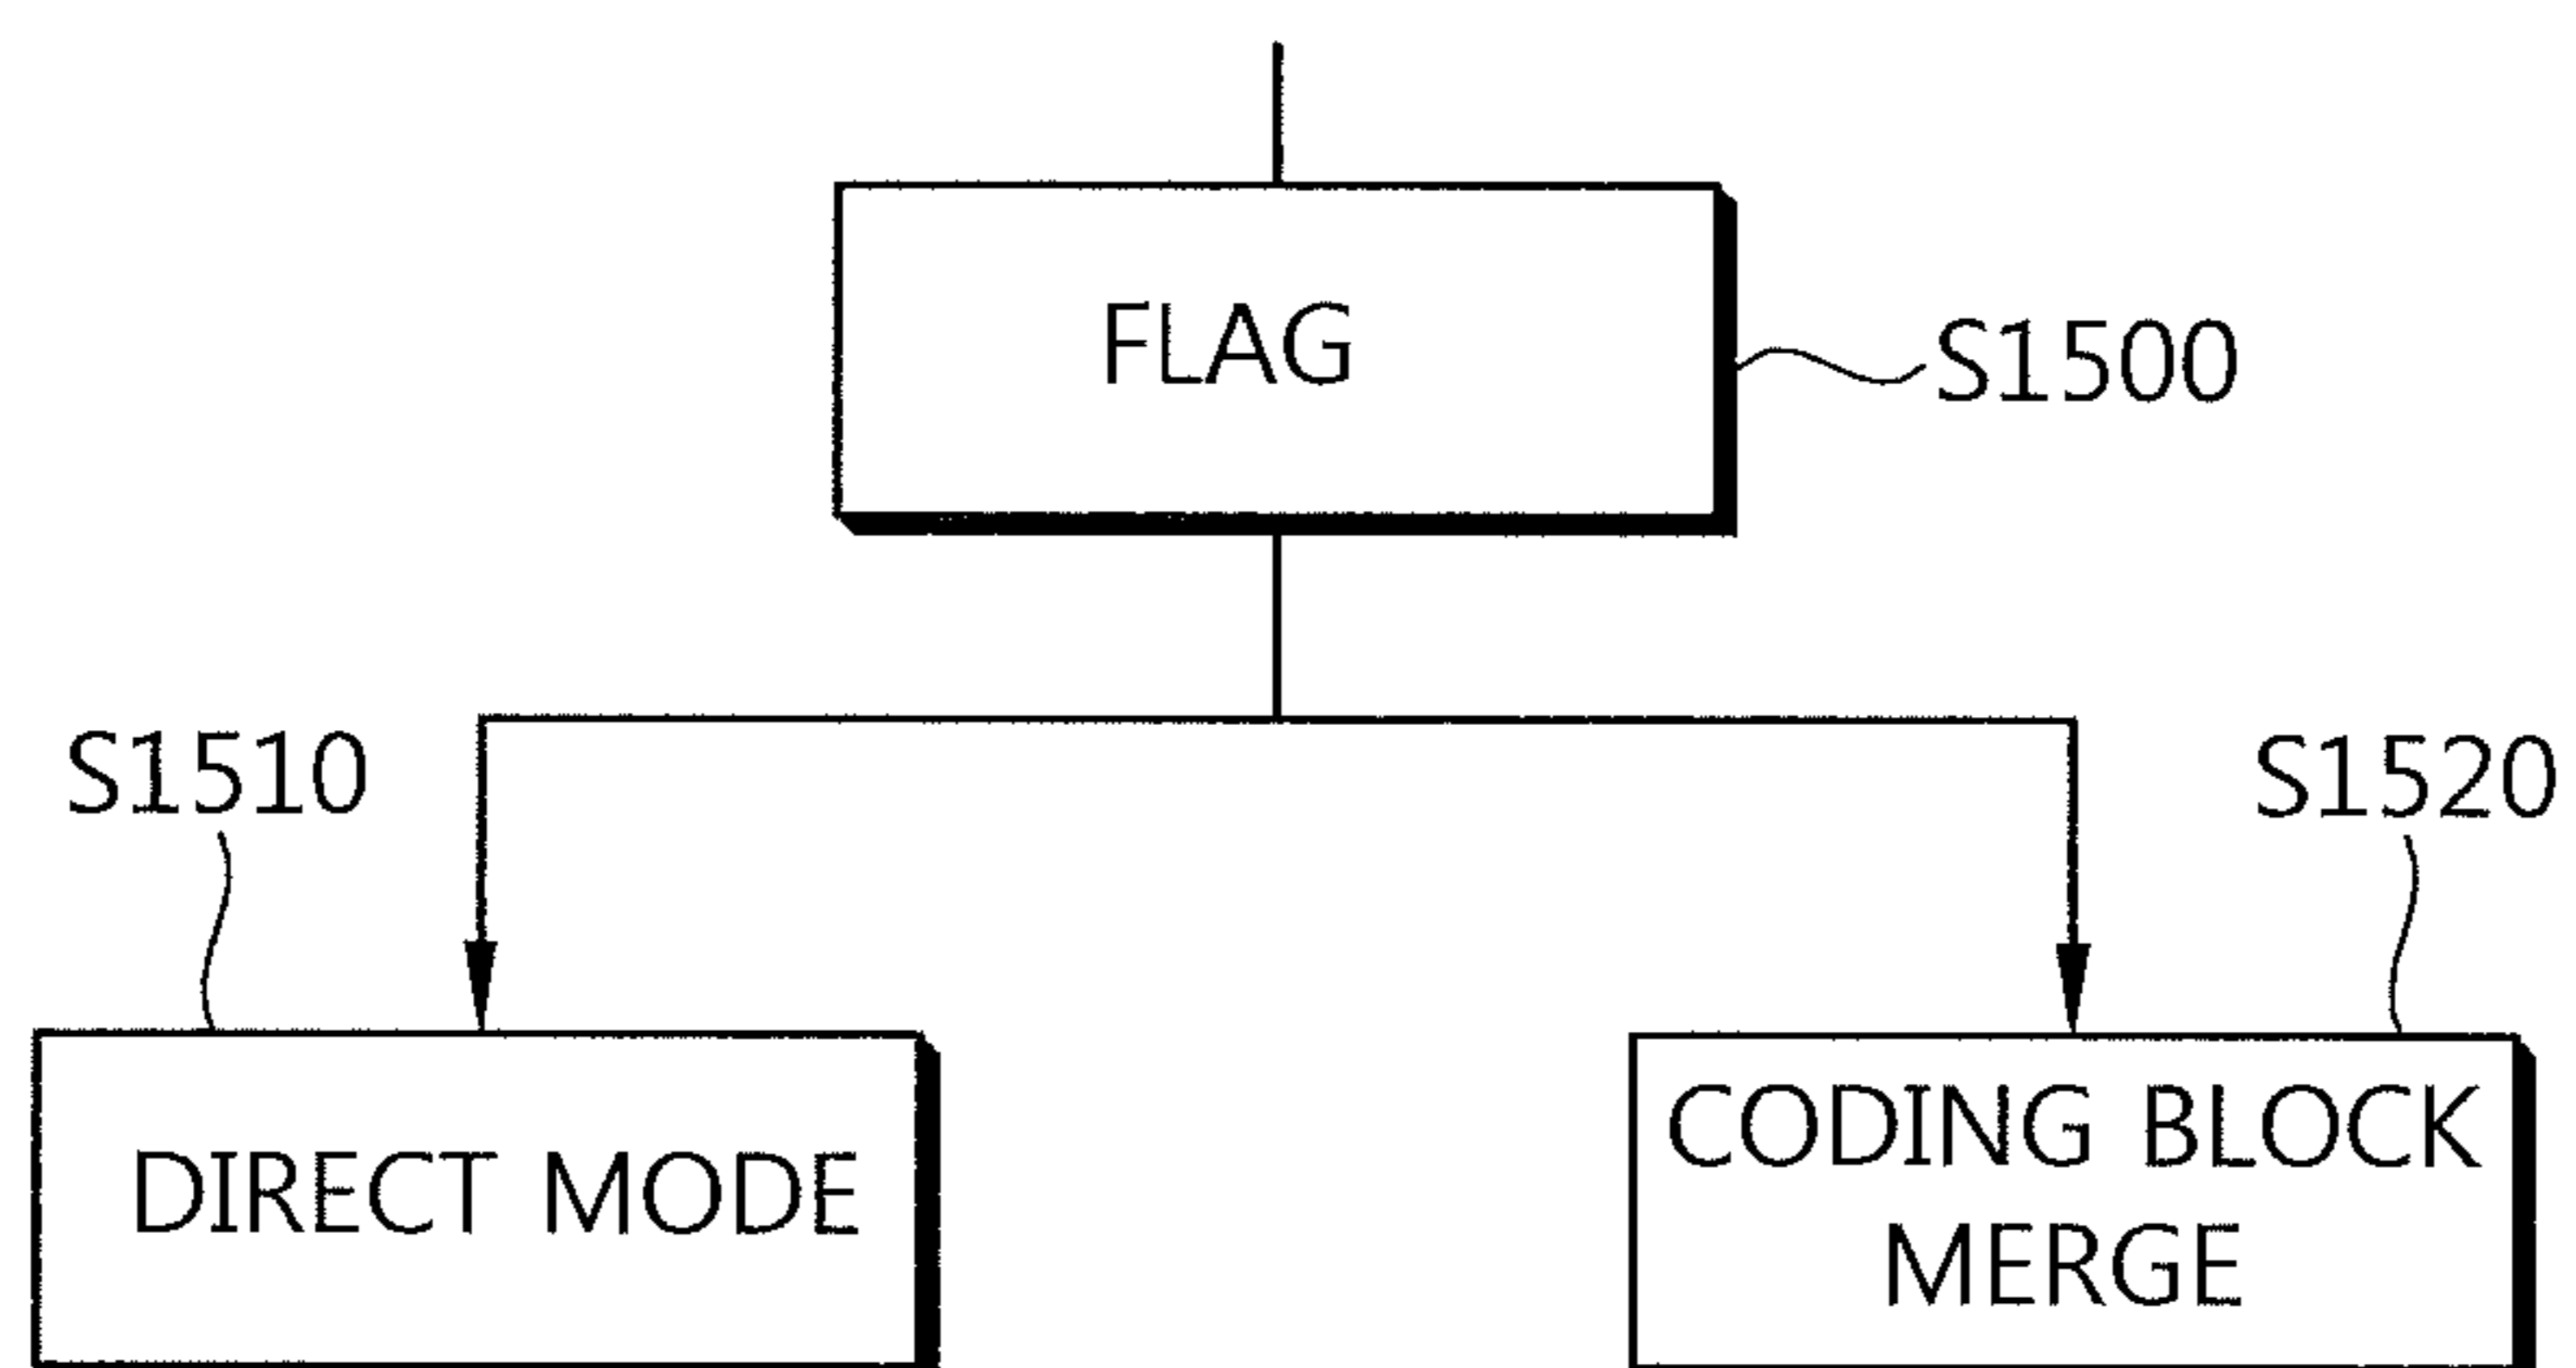 FLAG
S1500
S1510
S1520
DIRECT MODE
CODING BLOCK
MERGE